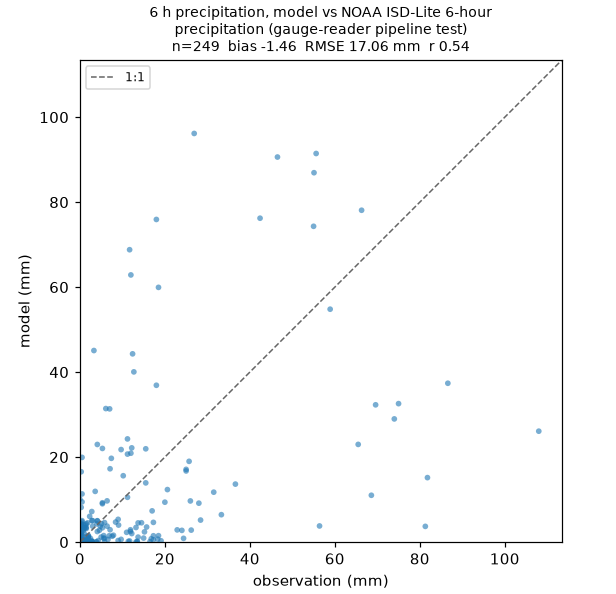 6 h precipitation, model vs NOAA ISD-Lite 6-hour
precipitation (gauge-reader pipeline test)
n=249  bias -1.46  RMSE 17.06 mm  r 0.54
1:1
100
80
60
40
20
0
model (mm)
0 20 40 60 80 100
observation (mm)